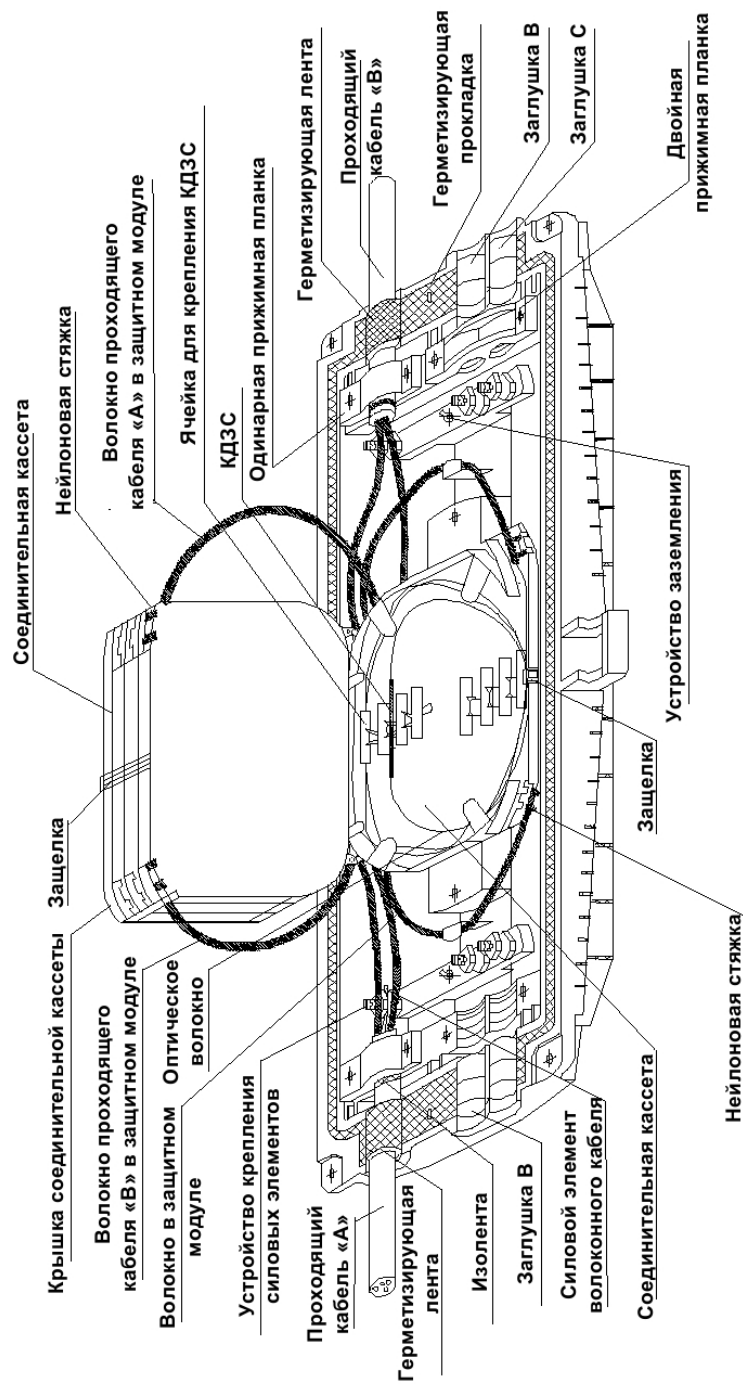 Соединительная кассета
Нейлоновая стяжка
Волокно проходящего
кабеля «А» в защитном модуле
Ячейка для крепления КДЗС
КДЗС
Одинарная прижимная планка
Герметизирующая лента
Проходящий
кабель «В»
Герметизирующая
прокладка
Заглушка В
Заглушка С
Двойная
прижимная планка
Защелка
Крышка соединительной кассеты
Волокно проходящего
кабеля «В» в защитном модуле
Оптическое
волокно
Волокно в защитном
модуле
Устройство крепления
силовых элементов
Проходящий
кабель «А»
Герметизирующая
лента
Изолента
Заглушка В
Силовой элемент
волоконного кабеля
Соединительная кассета
Нейлоновая стяжка
Защелка
Устройство заземления